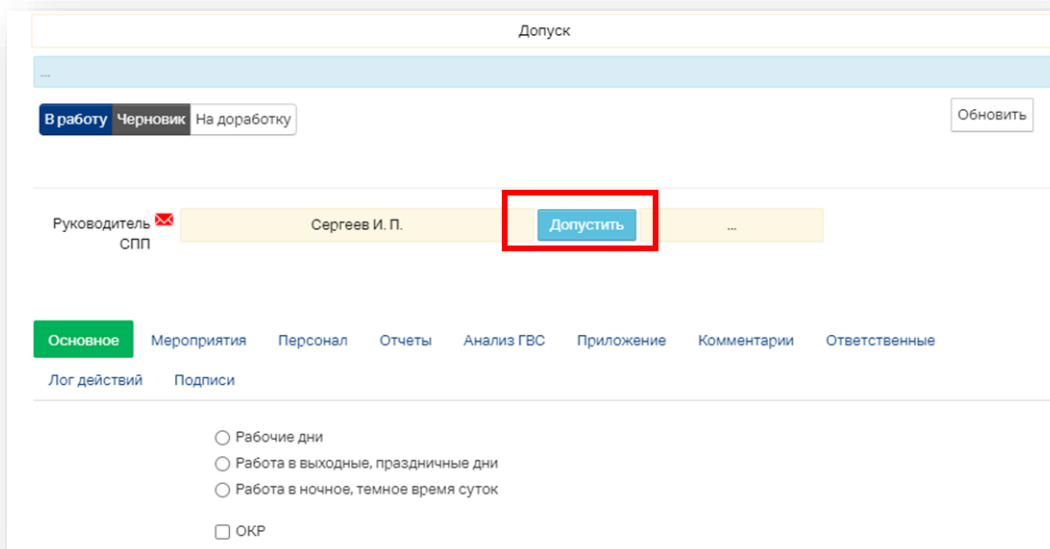 Допуск
...
В работу Черновик На доработку
Обновить
Руководитель СПП
Сергеев И. П.
Допустить
...
Основное Мероприятия Персонал Отчеты Анализ ГВС Приложение Комментарии Ответственные
Лог действий Подписи
Рабочие дни
Работа в выходные, праздничные дни
Работа в ночное, темное время суток
ОКР